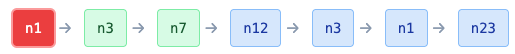 n1 → n3 → n7 → n12 → n3 → n1 → n23